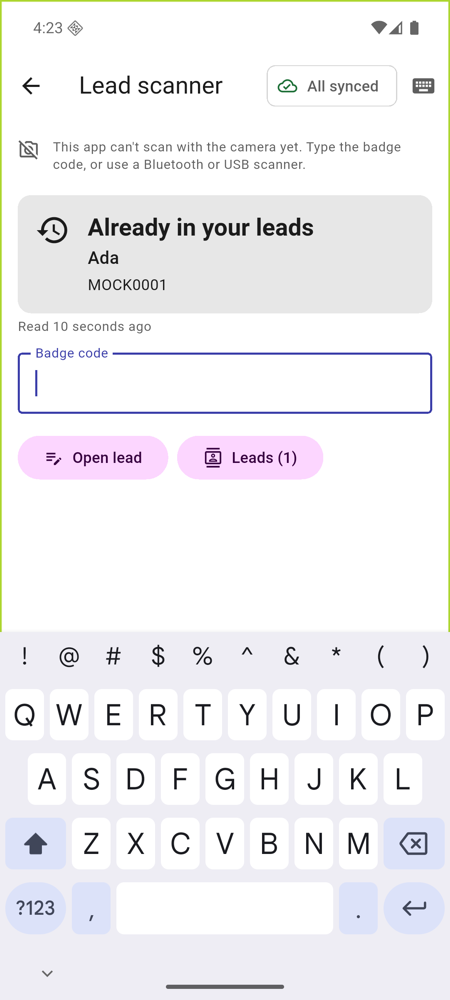 4:23
Lead scanner
All synced
This app can't scan with the camera yet. Type the badge
code, or use a Bluetooth or USB scanner.
Already in your leads
Ada
MOCK0001
Read 10 seconds ago
Badge code
Open lead
Leads (1)
! @ # $ % ^ & * ( )
Q W E R T Y U I O P
A S D F G H J K L
Z X C V B N M
?123 , .